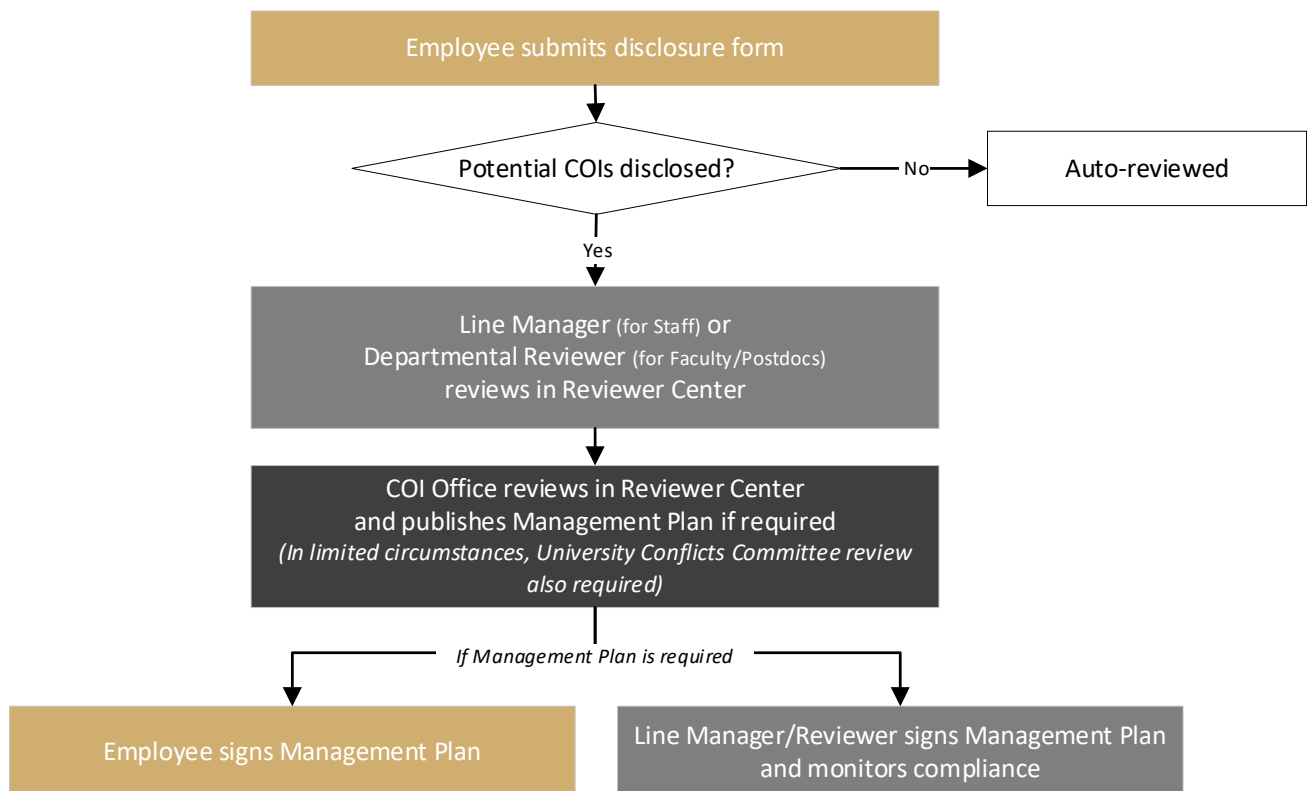 Employee submits disclosure form
Potential COIs disclosed?
No
Auto-reviewed
Yes
Line Manager (for Staff) or
Departmental Reviewer (for Faculty/Postdocs)
reviews in Reviewer Center
COI Office reviews in Reviewer Center
and publishes Management Plan if required
(In limited circumstances, University Conflicts Committee review
also required)
If Management Plan is required
Employee signs Management Plan
Line Manager/Reviewer signs Management Plan
and monitors compliance